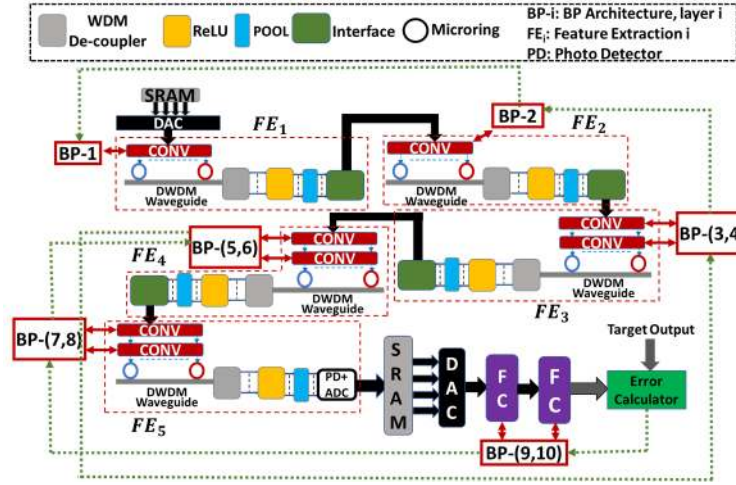 WDM
De-coupler
ReLU
POOL
Interface
Microring
BP-i: BP Architecture, layer i
FEi: Feature Extraction i
PD: Photo Detector
SRAM
DAC
BP-1
CONV
FE1
DWDM
Waveguide
BP-2
CONV
FE2
DWDM
Waveguide
CONV
CONV
BP-(3,4
DWDM
Waveguide
FE3
BP-(5,6)
CONV
CONV
FE4
DWDM
Waveguide
BP-(7,8)
CONV
CONV
DWDM
Waveguide
FE5
PD+
ADC
SRAM
DAC
FC
FC
Target Output
Error
Calculator
BP-(9,10)